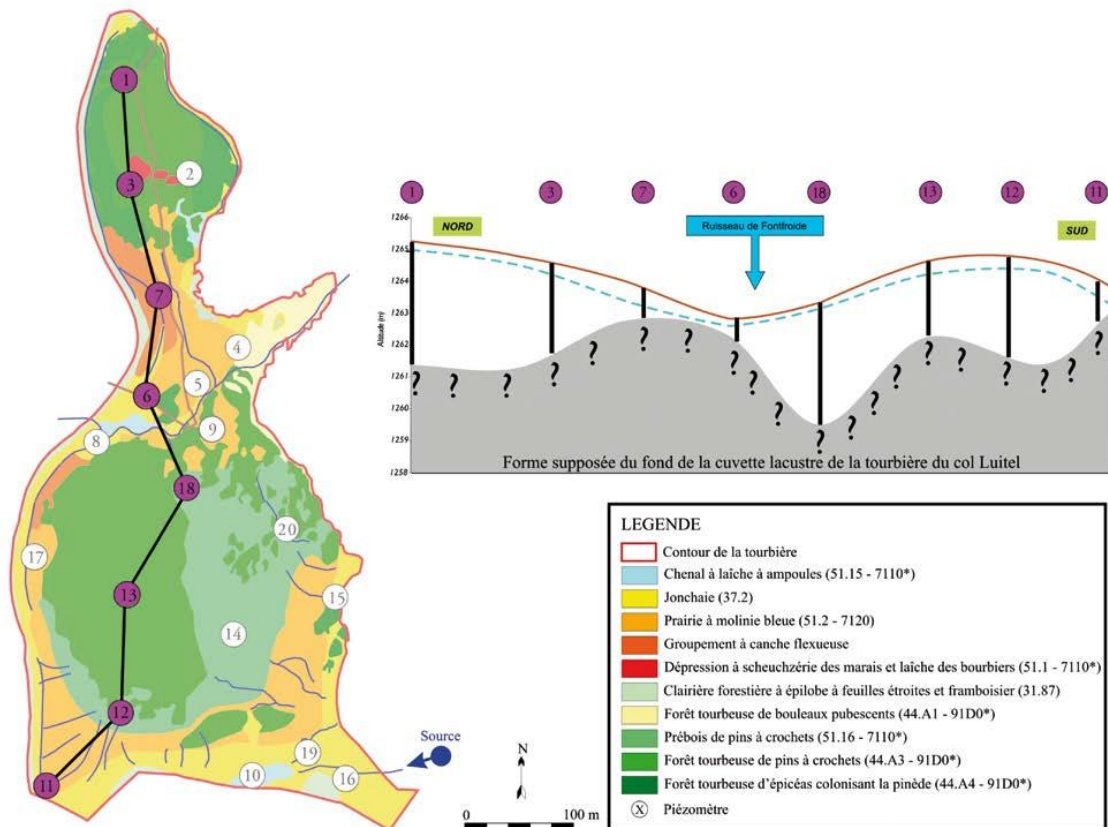 1
2
3
7
4
5
6
9
8
18
20
17
15
13
14
12
Source
19
10
16
11
N
0
100 m
1
3
7
6
18
13
12
11
1266
NORD
Ruisseau de Fontfroide
SUD
1265
1264
Altitude (m)
1263
1262
1261
1260
1259
1258
? ? ? ? ? ? ? ? ? ? ? ? ? ? ? ? ?
Forme supposée du fond de la cuvette lacustre de la tourbière du col Luitel
LEGENDE
Contour de la tourbière
Chenal à laîche à ampoules (51.15 - 7110*)
Jonchaie (37.2)
Prairie à molinie bleue (51.2 - 7120)
Groupement à canche flexueuse
Dépression à scheuchzérie des marais et laîche des bourbiers (51.1 - 7110*)
Clairière forestière à épilobe à feuilles étroites et framboisier (31.87)
Forêt tourbeuse de bouleaux pubescents (44.A1 - 91D0*)
Prébois de pins à crochets (51.16 - 7110*)
Forêt tourbeuse de pins à crochets (44.A3 - 91D0*)
Forêt tourbeuse d'épicéas colonisant la pinède (44.A4 - 91D0*)
X Piézomètre